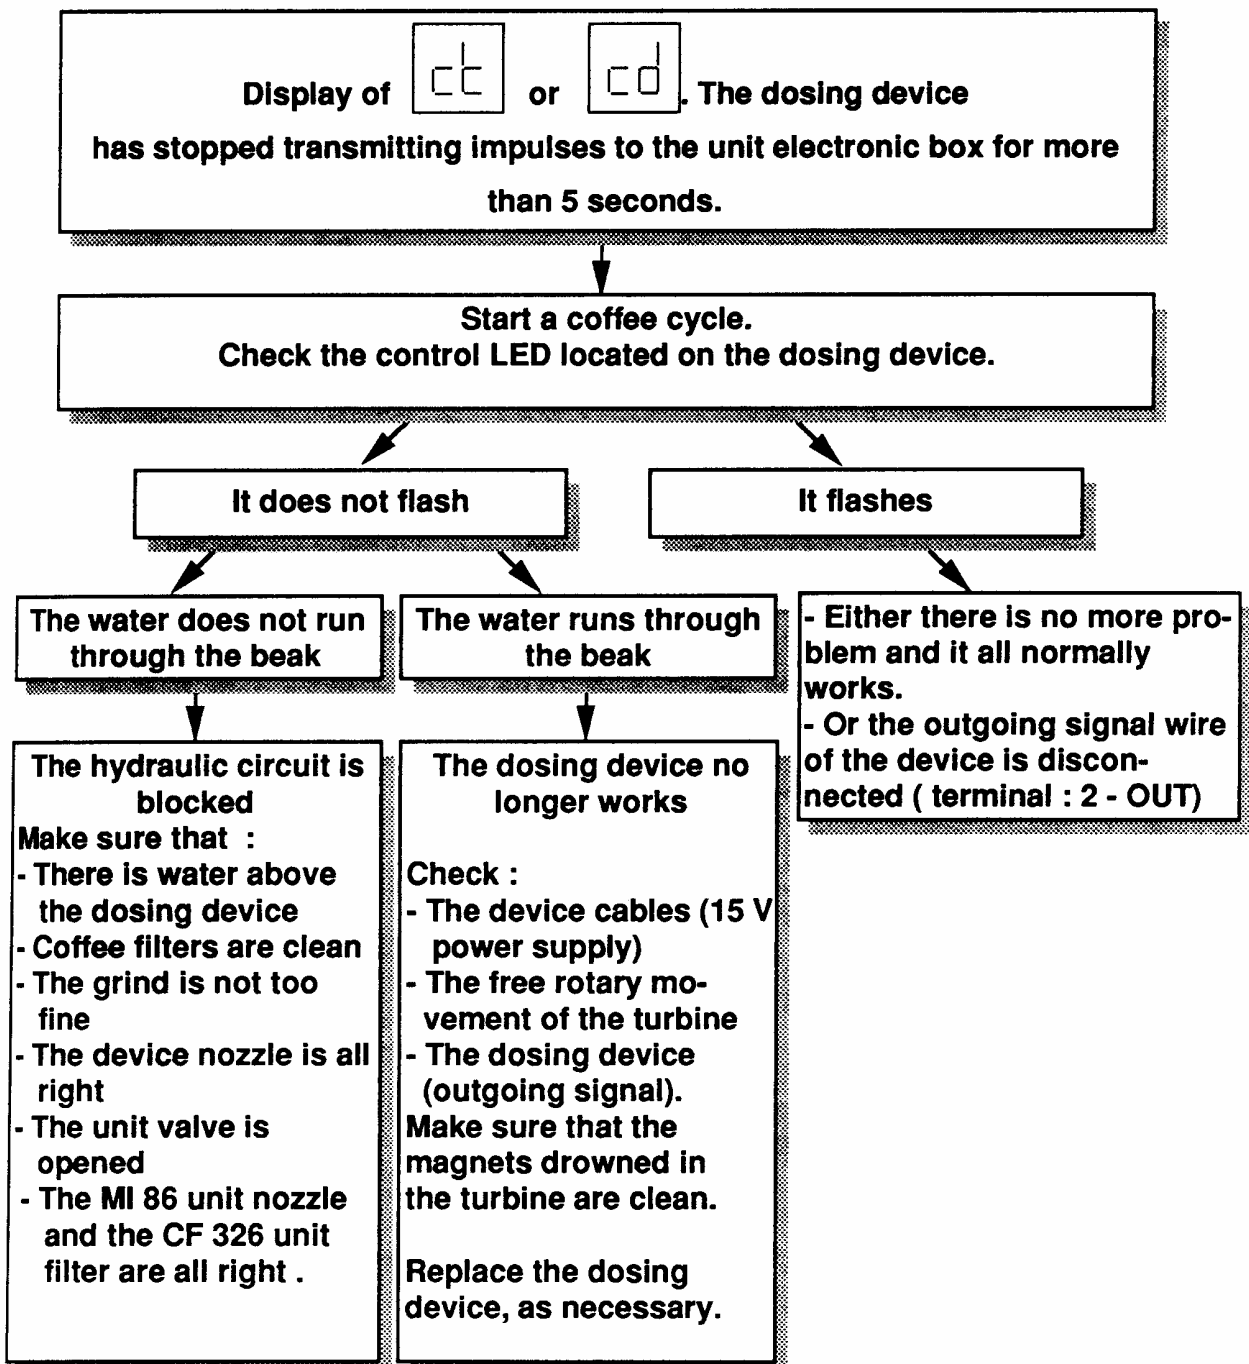 Display of ct or cd. The dosing device
has stopped transmitting impulses to the unit electronic box for more
than 5 seconds.
Start a coffee cycle.
Check the control LED located on the dosing device.
It does not flash
It flashes
The water does not run
through the beak
The water runs through
the beak
- Either there is no more pro-
blem and it all normally
works.
- Or the outgoing signal wire
of the device is discon-
nected ( terminal : 2 - OUT)
The hydraulic circuit is
blocked
Make sure that :
- There is water above
the dosing device
- Coffee filters are clean
- The grind is not too
fine
- The device nozzle is all
right
- The unit valve is
opened
- The MI 86 unit nozzle
and the CF 326 unit
filter are all right .
The dosing device no
longer works
Check :
- The device cables (15 V
power supply)
- The free rotary mo-
vement of the turbine
- The dosing device
(outgoing signal).
Make sure that the
magnets drowned in
the turbine are clean.
Replace the dosing
device, as necessary.